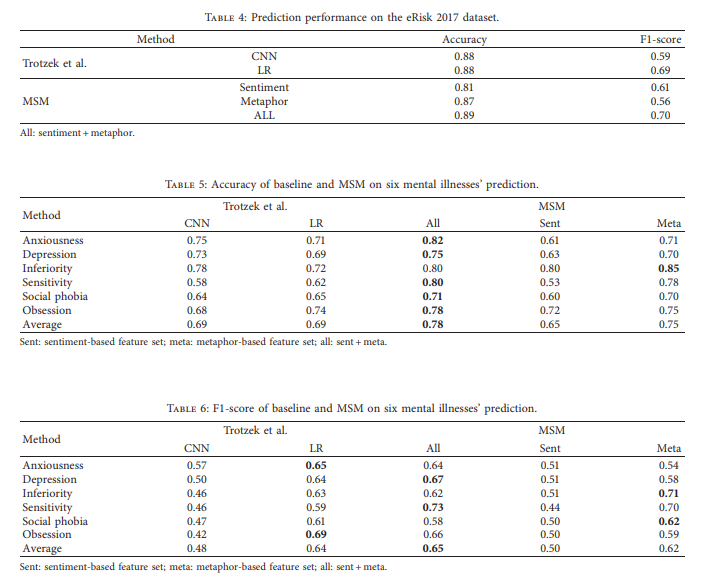 TABLE 4: Prediction performance on the eRisk 2017 dataset.
Method Accuracy F1-score
Trotzek et al. CNN 0.88 0.59
LR 0.88 0.69
MSM Sentiment 0.81 0.61
Metaphor 0.87 0.56
ALL 0.89 0.70
All: sentiment + metaphor.
TABLE 5: Accuracy of baseline and MSM on six mental illnesses' prediction.
Method Trotzek et al. MSM
CNN LR All Sent Meta
Anxiousness 0.75 0.71 0.82 0.61 0.71
Depression 0.73 0.69 0.75 0.63 0.70
Inferiority 0.78 0.72 0.80 0.80 0.85
Sensitivity 0.58 0.62 0.80 0.53 0.78
Social phobia 0.64 0.65 0.71 0.60 0.70
Obsession 0.68 0.74 0.78 0.72 0.75
Average 0.69 0.69 0.78 0.65 0.75
Sent: sentiment-based feature set; meta: metaphor-based feature set; all: sent + meta.
TABLE 6: F1-score of baseline and MSM on six mental illnesses' prediction.
Method Trotzek et al. MSM
CNN LR All Sent Meta
Anxiousness 0.57 0.65 0.64 0.51 0.54
Depression 0.50 0.64 0.67 0.51 0.58
Inferiority 0.46 0.63 0.62 0.51 0.71
Sensitivity 0.46 0.59 0.73 0.44 0.70
Social phobia 0.47 0.61 0.58 0.50 0.62
Obsession 0.42 0.69 0.66 0.50 0.59
Average 0.48 0.64 0.65 0.50 0.62
Sent: sentiment-based feature set; meta: metaphor-based feature set; all: sent + meta.